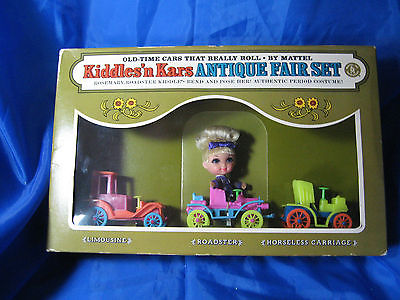 OLD-TIME CARS THAT REALLY ROLL • BY MATTEL
Kiddles'n Kars ANTIQUE FAIR SET
ROSEMARY ROADSTER KIDDLE • BEND AND POSE HER! AUTHENTIC PERIOD COSTUME!
LIMOUSINE
ROADSTER
HORSELESS CARRIAGE